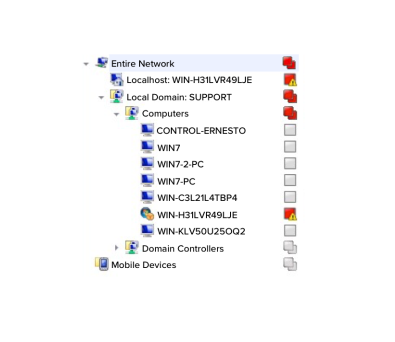 Entire Network
Localhost: WIN-H31LVR49LJE
Local Domain: SUPPORT
Computers
CONTROL-ERNESTO
WIN7
WIN7-2-PC
WIN7-PC
WIN-C3L21L4TBP4
WIN-H31LVR49LJE
WIN-KLV50U25OQ2
Domain Controllers
Mobile Devices